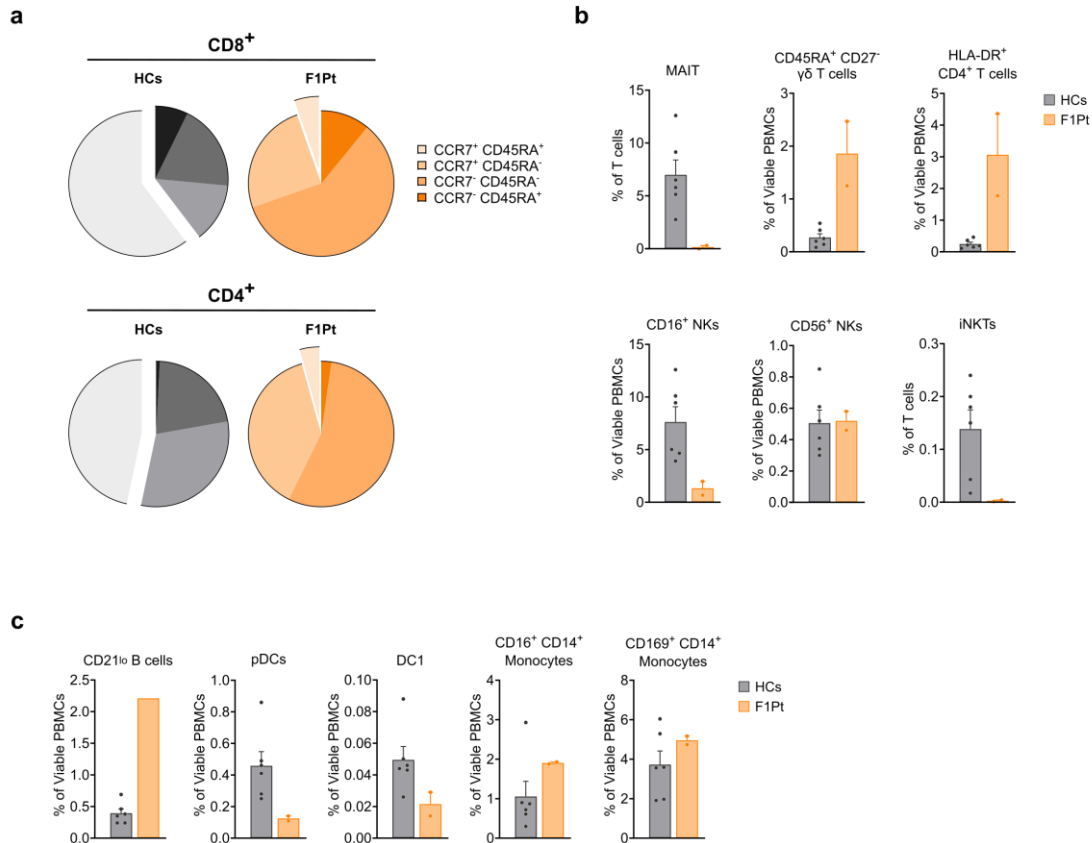 a
CD8⁺
HCs
F1Pt
CCR7⁺ CD45RA⁺
CCR7⁺ CD45RA⁻
CCR7⁻ CD45RA⁻
CCR7⁻ CD45RA⁺
CD4⁺
HCs
F1Pt
b
MAIT
% of T cells
15
10
5
0
CD45RA⁺ CD27⁻
γδ T cells
% of Viable PBMCs
3
2
1
0
HLA-DR⁺
CD4⁺ T cells
% of Viable PBMCs
5
4
3
2
1
0
HCs
F1Pt
CD16⁺ NKs
% of Viable PBMCs
15
10
5
0
CD56⁺ NKs
% of Viable PBMCs
1.0
0.8
0.6
0.4
0.2
0.0
iNKTs
% of T cells
0.3
0.2
0.1
0.0
c
CD21ˡᵒ B cells
% of Viable PBMCs
2.5
2.0
1.5
1.0
0.5
0.0
pDCs
% of Viable PBMCs
1.0
0.8
0.6
0.4
0.2
0.0
DC1
% of Viable PBMCs
0.10
0.08
0.06
0.04
0.02
0.00
CD16⁺ CD14⁺
Monocytes
% of Viable PBMCs
4
3
2
1
0
CD169⁺ CD14⁺
Monocytes
% of Viable PBMCs
8
6
4
2
0
HCs
F1Pt